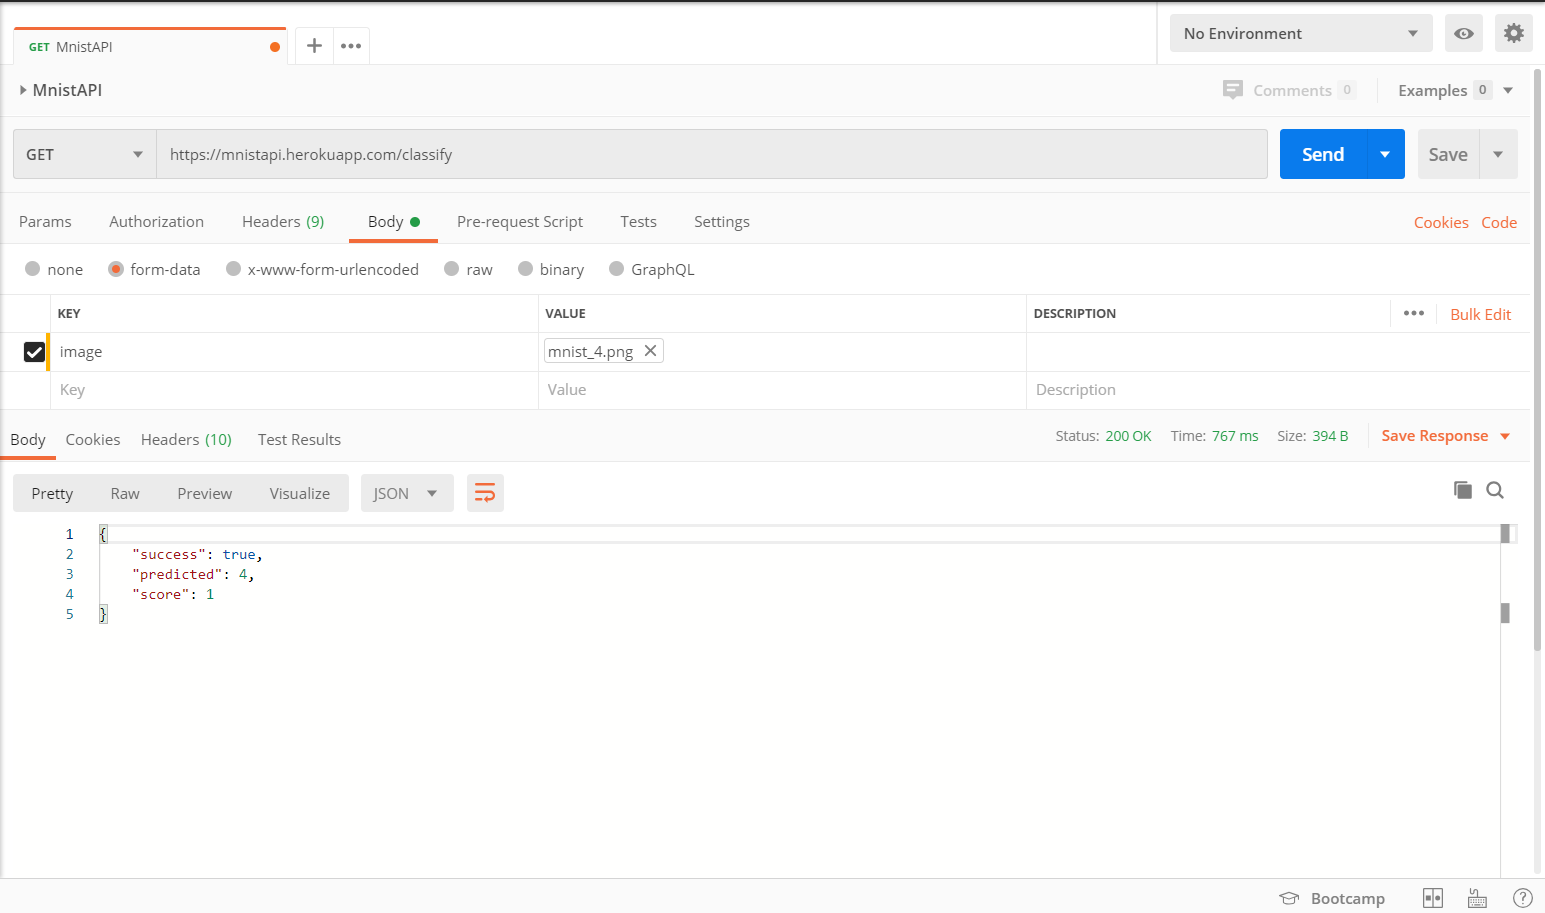 GET MnistAPI
No Environment
MnistAPI
Comments 0 Examples 0
GET https://mnistapi.herokuapp.com/classify Send Save
Params Authorization Headers (9) Body Pre-request Script Tests Settings Cookies Code
none form-data x-www-form-urlencoded raw binary GraphQL
KEY VALUE DESCRIPTION Bulk Edit
image mnist_4.png
Key Value Description
Body Cookies Headers (10) Test Results Status: 200 OK Time: 767 ms Size: 394 B Save Response
Pretty Raw Preview Visualize JSON
1 {
2 "success": true,
3 "predicted": 4,
4 "score": 1
5 }
Bootcamp